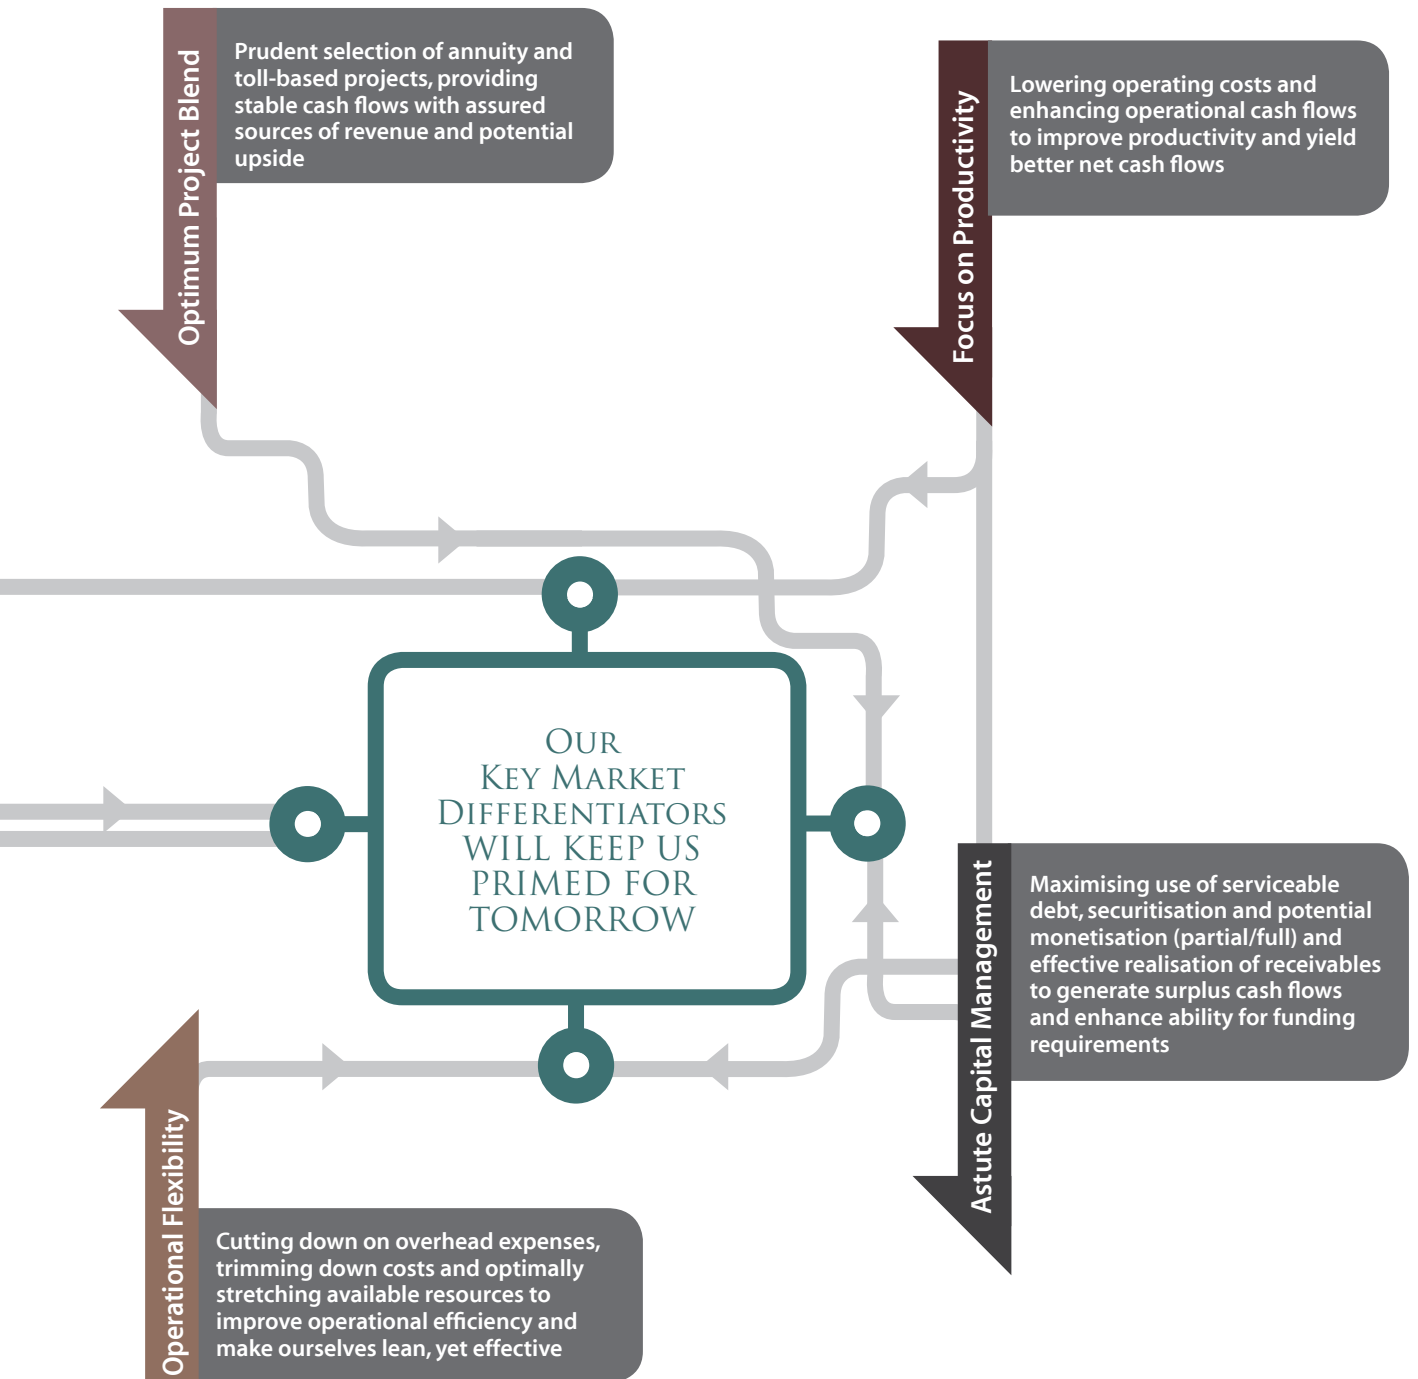 Optimum Project Blend
Prudent selection of annuity and
toll-based projects, providing
stable cash flows with assured
sources of revenue and potential
upside
Focus on Productivity
Lowering operating costs and
enhancing operational cash flows
to improve productivity and yield
better net cash flows
Our
Key Market
Differentiators
WILL KEEP US
PRIMED FOR
TOMORROW
Astute Capital Management
Maximising use of serviceable
debt, securitisation and potential
monetisation (partial/full) and
effective realisation of receivables
to generate surplus cash flows
and enhance ability for funding
requirements
Operational Flexibility
Cutting down on overhead expenses,
trimming down costs and optimally
stretching available resources to
improve operational efficiency and
make ourselves lean, yet effective